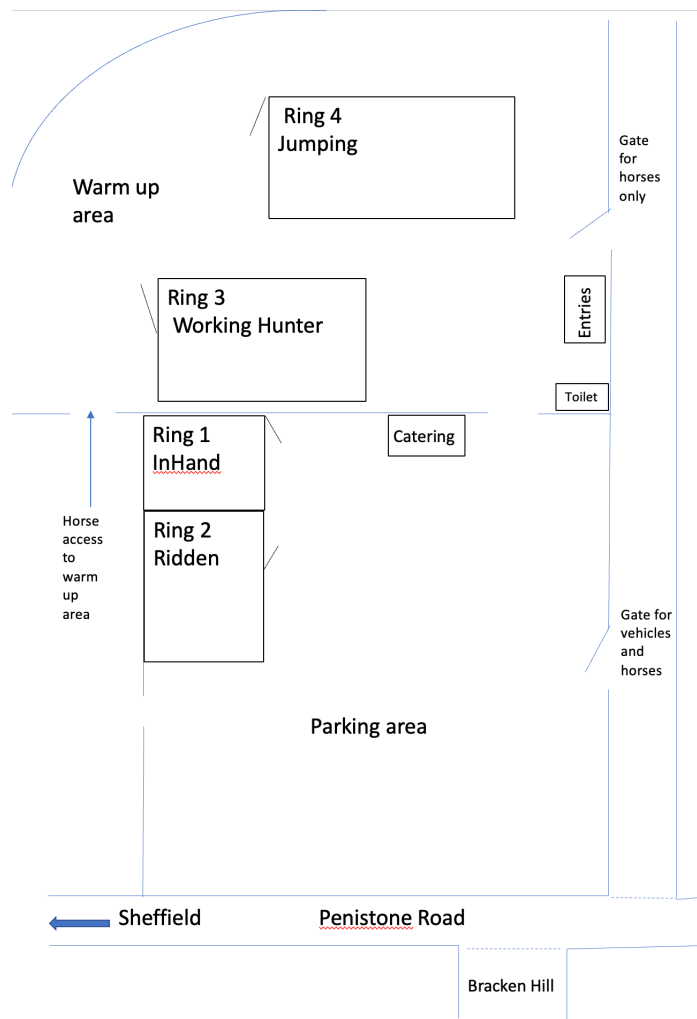 Ring 4
Jumping
Gate
for
horses
only
Warm up
area
Ring 3
Working Hunter
Entries
Toilet
Ring 1
InHand
Catering
Horse
access
to
warm
up
area
Ring 2
Ridden
Gate for
vehicles
and
horses
Parking area
Sheffield
Penistone Road
Bracken Hill